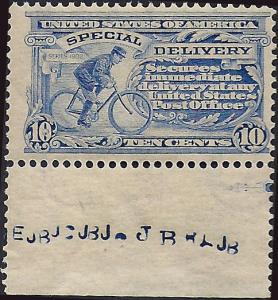 UNITED STATES OF AMERICA
SPECIAL DELIVERY
SERIES 1902
Secures
immediate
delivery at any
United States
Post Office
10 TEN CENTS 10